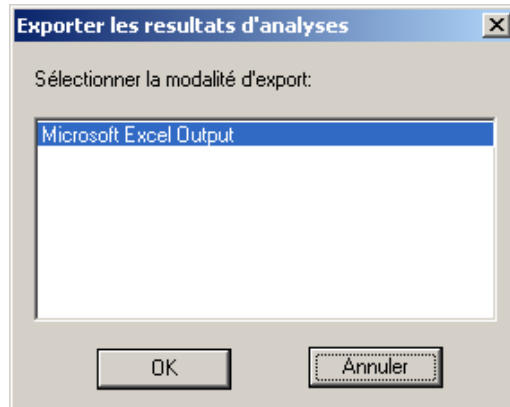 Exporter les resultats d'analyses
Sélectionner la modalité d'export:
Microsoft Excel Output
OK
Annuler